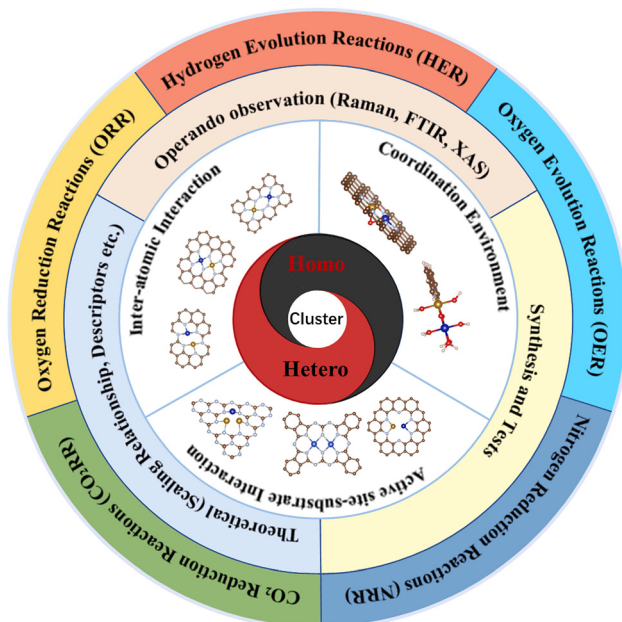 Hydrogen Evolution Reactions (HER)
Oxygen Evolution Reactions (OER)
Nitrogen Reduction Reactions (NRR)
CO₂ Reduction Reactions (CO₂RR)
Oxygen Reduction Reactions (ORR)
Operando observation (Raman, FTIR, XAS)
Synthesis and Tests
Theoretical (Scaling Relationship, Descriptors etc.)
Inter-atomic Interaction
Coordination Environment
Active site-substrate Interaction
Homo
Cluster
Hetero